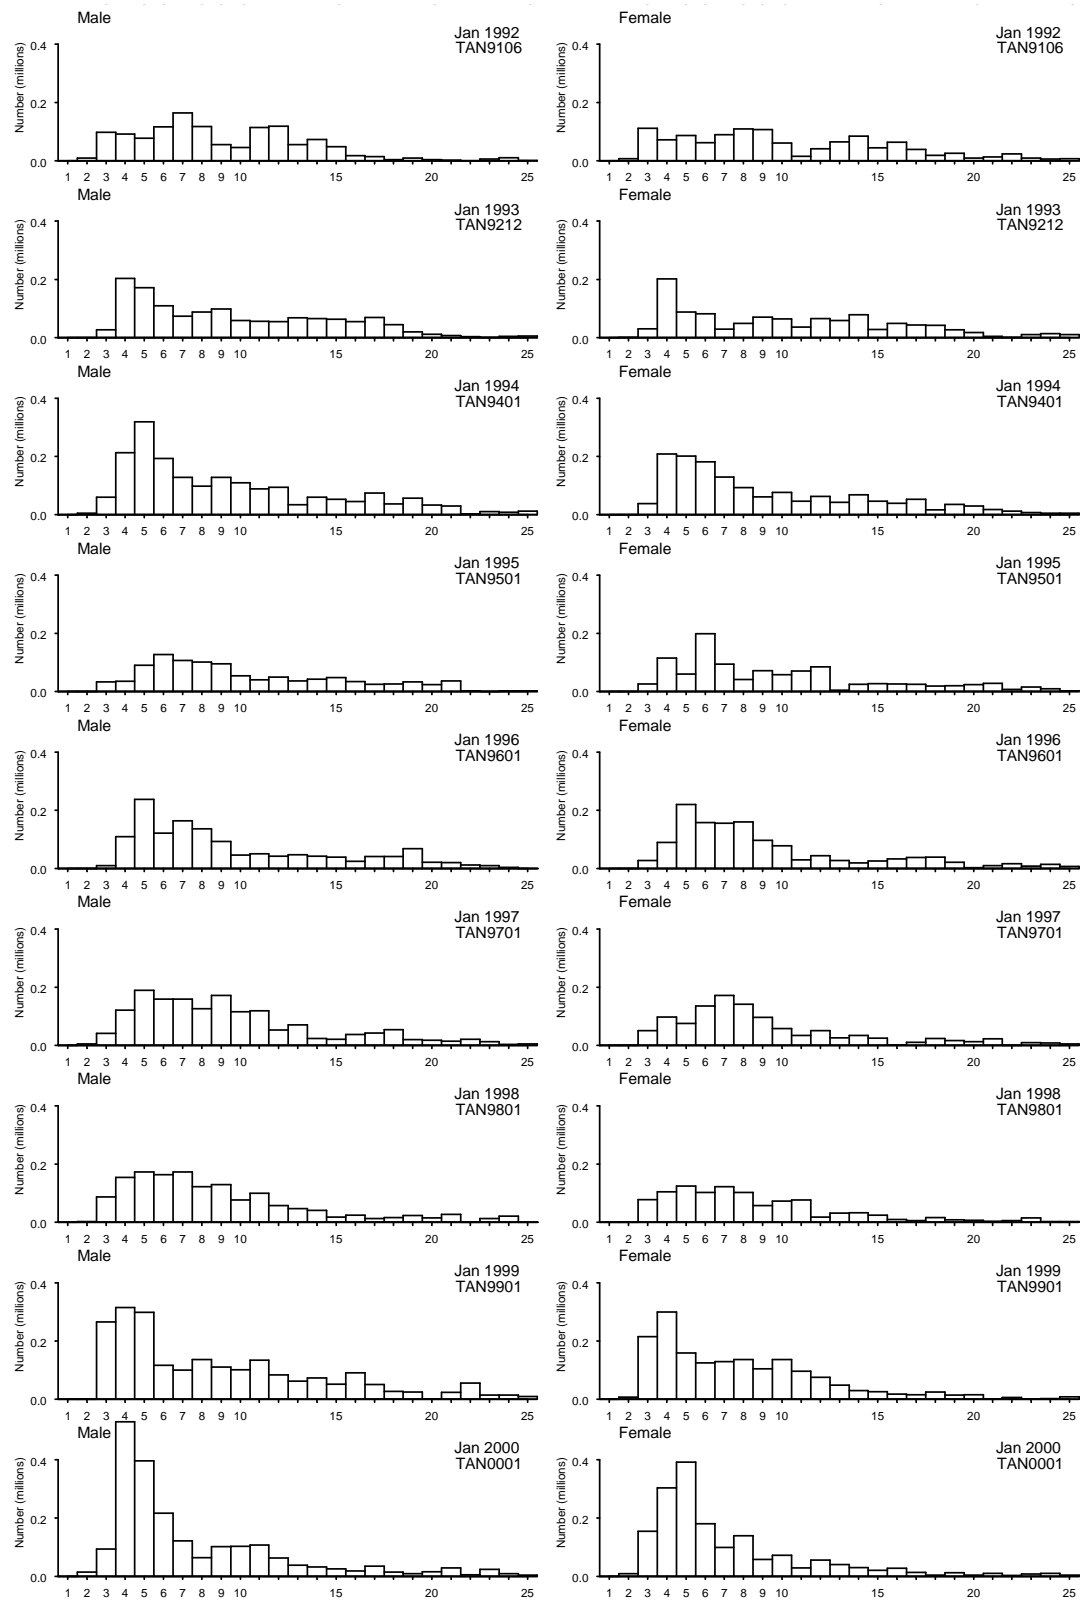 Male Female
Jan 1992 Jan 1992
TAN9106 TAN9106
Number (millions) Number (millions)
0.4 0.4
0.2 0.2
0.0 0.0
1 2 3 4 5 6 7 8 9 10 15 20 25 1 2 3 4 5 6 7 8 9 10 15 20 25
Male Female
Jan 1993 Jan 1993
TAN9212 TAN9212
Number (millions) Number (millions)
0.4 0.4
0.2 0.2
0.0 0.0
1 2 3 4 5 6 7 8 9 10 15 20 25 1 2 3 4 5 6 7 8 9 10 15 20 25
Male Female
Jan 1994 Jan 1994
TAN9401 TAN9401
Number (millions) Number (millions)
0.4 0.4
0.2 0.2
0.0 0.0
1 2 3 4 5 6 7 8 9 10 15 20 25 1 2 3 4 5 6 7 8 9 10 15 20 25
Male Female
Jan 1995 Jan 1995
TAN9501 TAN9501
Number (millions) Number (millions)
0.4 0.4
0.2 0.2
0.0 0.0
1 2 3 4 5 6 7 8 9 10 15 20 25 1 2 3 4 5 6 7 8 9 10 15 20 25
Male Female
Jan 1996 Jan 1996
TAN9601 TAN9601
Number (millions) Number (millions)
0.4 0.4
0.2 0.2
0.0 0.0
1 2 3 4 5 6 7 8 9 10 15 20 25 1 2 3 4 5 6 7 8 9 10 15 20 25
Male Female
Jan 1997 Jan 1997
TAN9701 TAN9701
Number (millions) Number (millions)
0.4 0.4
0.2 0.2
0.0 0.0
1 2 3 4 5 6 7 8 9 10 15 20 25 1 2 3 4 5 6 7 8 9 10 15 20 25
Male Female
Jan 1998 Jan 1998
TAN9801 TAN9801
Number (millions) Number (millions)
0.4 0.4
0.2 0.2
0.0 0.0
1 2 3 4 5 6 7 8 9 10 15 20 25 1 2 3 4 5 6 7 8 9 10 15 20 25
Male Female
Jan 1999 Jan 1999
TAN9901 TAN9901
Number (millions) Number (millions)
0.4 0.4
0.2 0.2
0.0 0.0
1 2 3 4 5 6 7 8 9 10 15 20 25 1 2 3 4 5 6 7 8 9 10 15 20 25
Male Female
Jan 2000 Jan 2000
TAN0001 TAN0001
Number (millions) Number (millions)
0.4 0.4
0.2 0.2
0.0 0.0
1 2 3 4 5 6 7 8 9 10 15 20 25 1 2 3 4 5 6 7 8 9 10 15 20 25